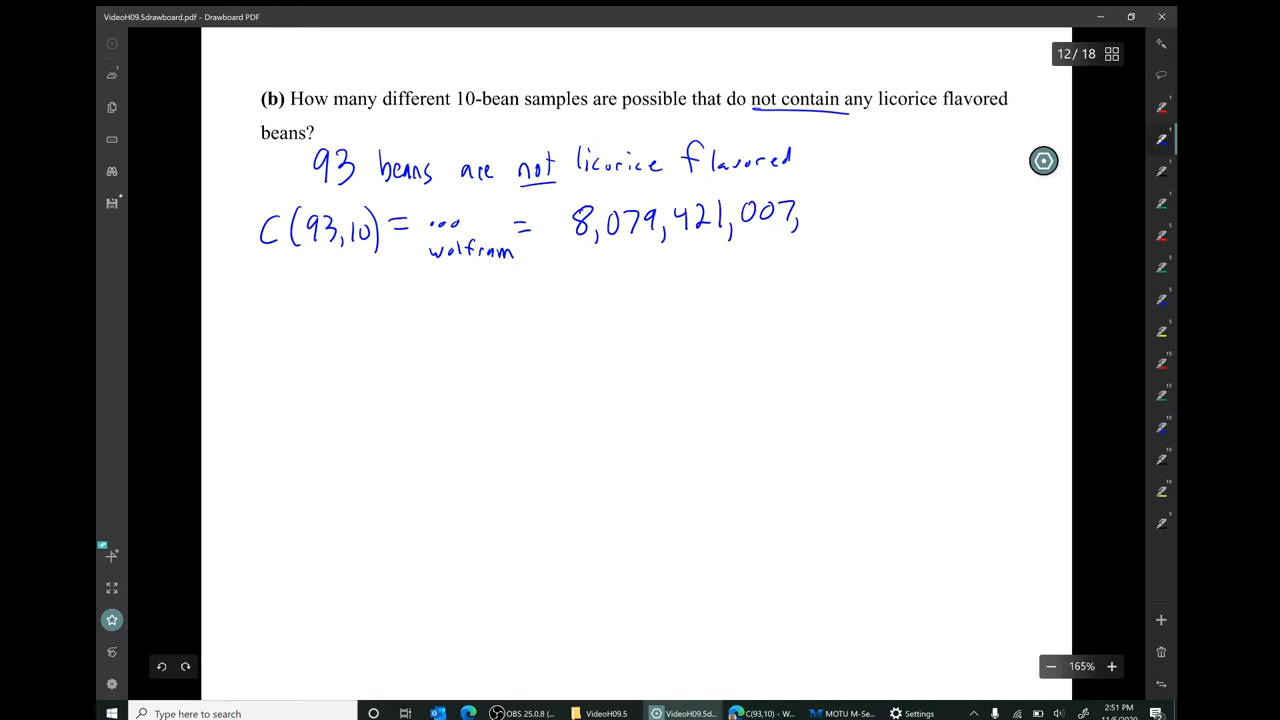 VideoH09.5drawboard.pdf - Drawboard PDF
12/18
(b) How many different 10-bean samples are possible that do not contain any licorice flavored
beans?
93 beans are not licorice flavored
C(93,10) = ... = 8,079,421,007,
wolfram
165%
Type here to search
OBS 25.0.8 (...
VideoH09.5
VideoH09.5d...
C(93,10) - W...
MOTU M-Se...
Settings
2:51 PM
11/5/2020